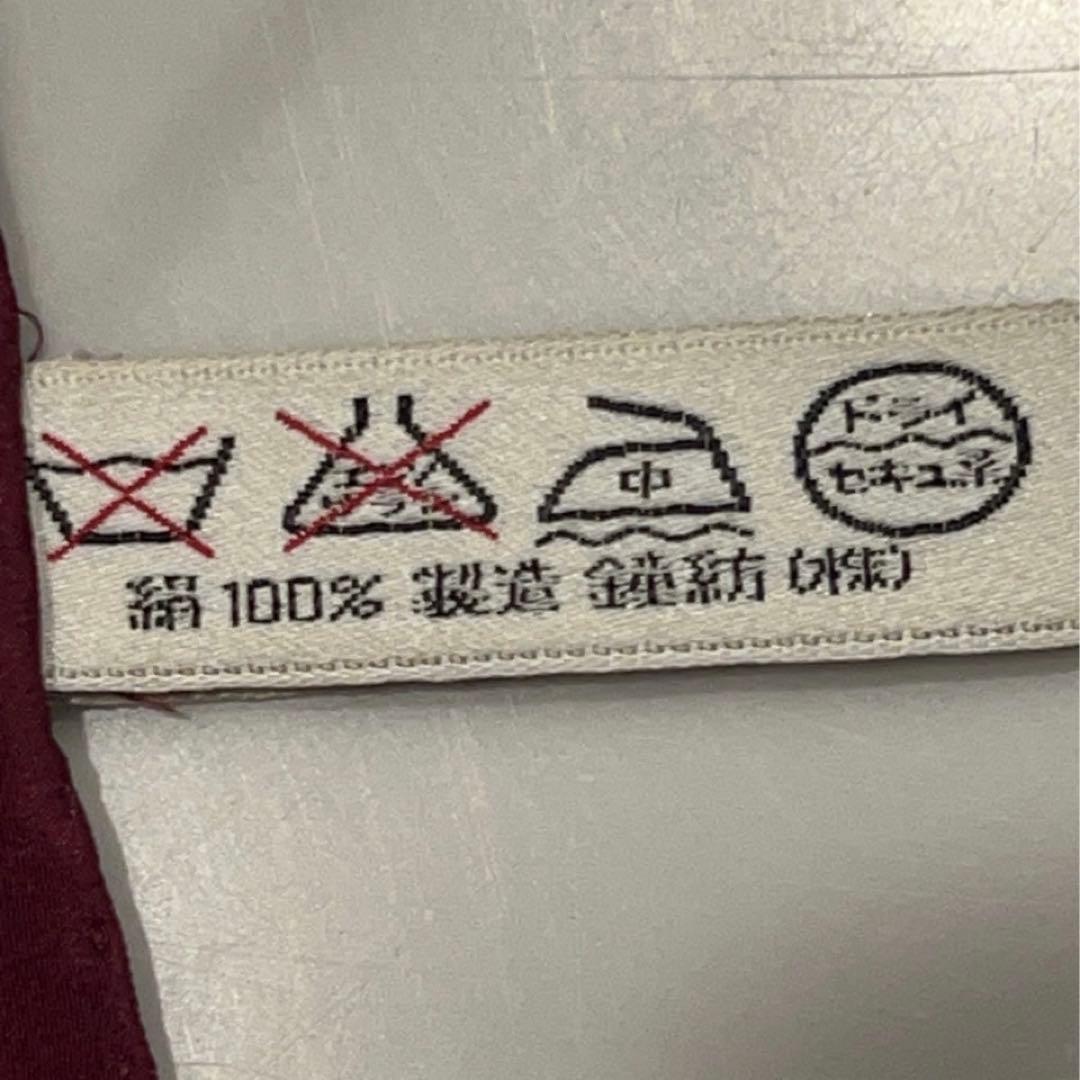 中
ドライ
セキユ系
絹100% 製造 鐘紡(株)